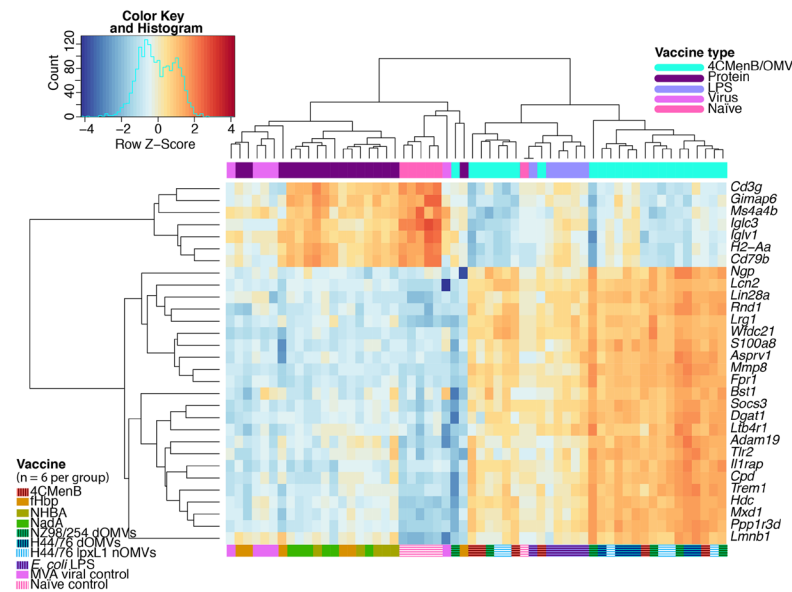 Color Key
and Histogram
Count
0 40 80 120
−4 −2 0 2 4
Row Z-Score
Vaccine type
4CMenB/OMV
Protein
LPS
Virus
Naïve
Cd3g
Gimap6
Ms4a4b
Iglc3
Iglv1
H2−Aa
Cd79b
Ngp
Lcn2
Lin28a
Rnd1
Lrg1
Wfdc21
S100a8
Asprv1
Mmp8
Fpr1
Bst1
Socs3
Dgat1
Ltb4r1
Adam19
Tlr2
Il1rap
Cpd
Trem1
Hdc
Mxd1
Ppp1r3d
Lmnb1
Vaccine
(n = 6 per group)
4CMenB
fHbp
NHBA
NadA
NZ98/254 dOMVs
H44/76 dOMVs
H44/76 lpxL1 nOMVs
E. coli LPS
MVA viral control
Naïve control